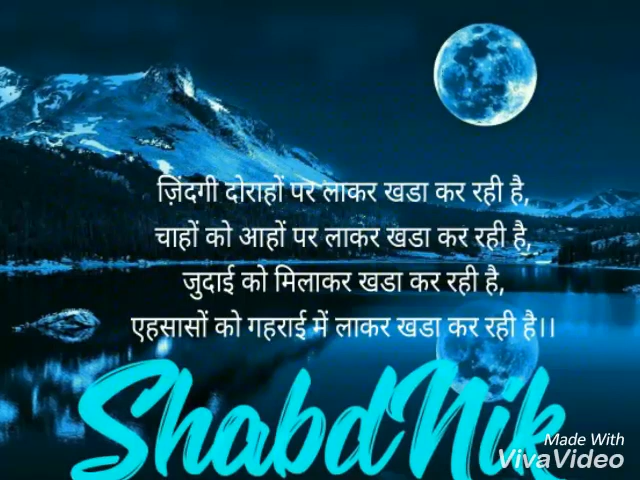 ज़िंदगी दोराहों पर लाकर खडा कर रही है,
चाहों को आहों पर लाकर खडा कर रही है,
जुदाई को मिलाकर खडा कर रही है,
एहसासों को गहराई में लाकर खडा कर रही है।।
ShabdNik
Made With
VivaVideo